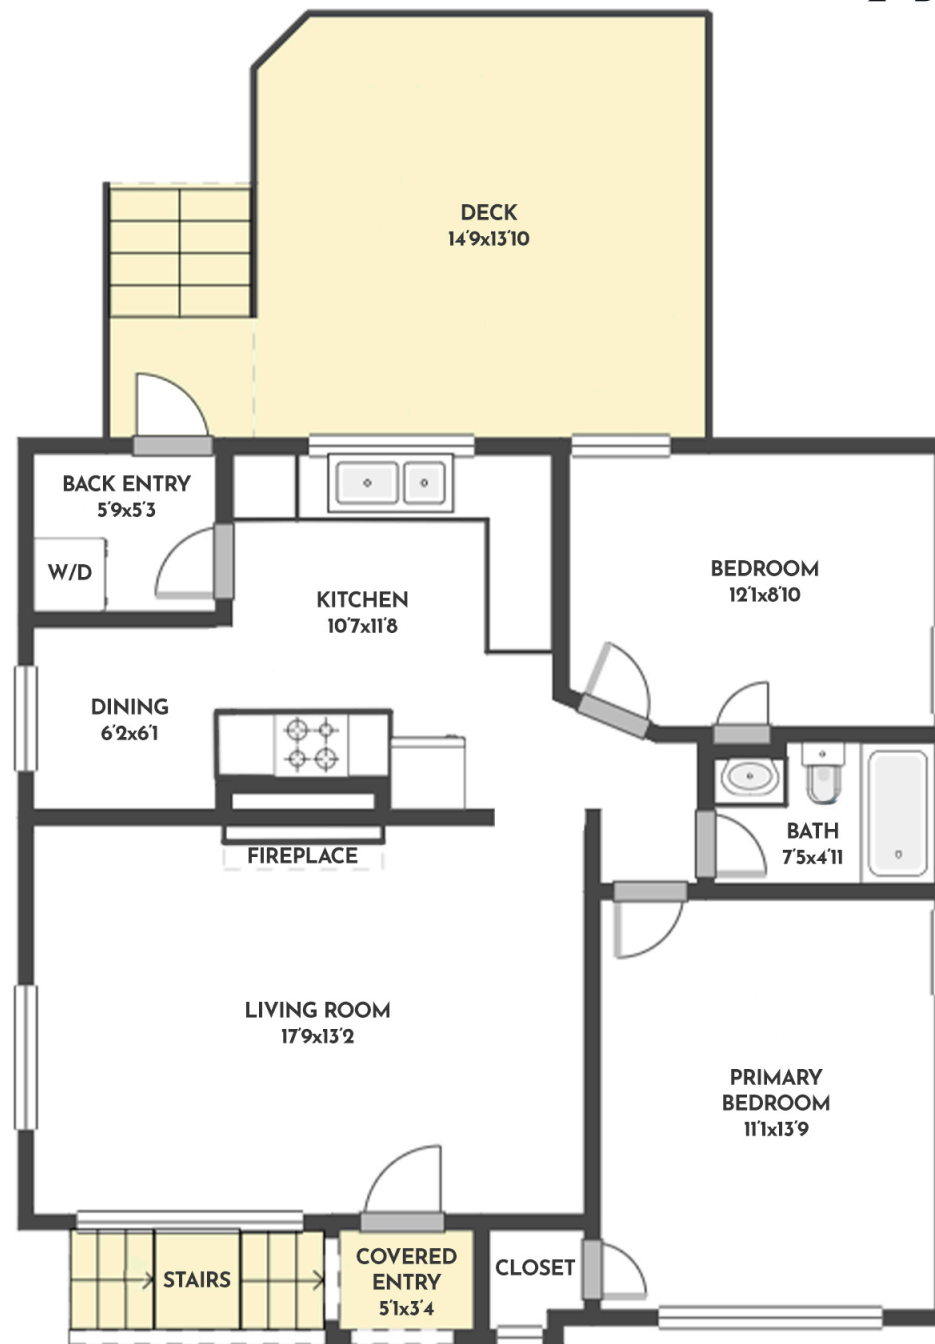 DECK
14'9x13'10
BACK ENTRY
5'9x5'3
W/D
KITCHEN
10'7x11'8
BEDROOM
12'1x8'10
DINING
6'2x6'1
BATH
7'5x4'11
FIREPLACE
LIVING ROOM
17'9x13'2
PRIMARY
BEDROOM
11'1x13'9
STAIRS
COVERED
ENTRY
5'1x3'4
CLOSET